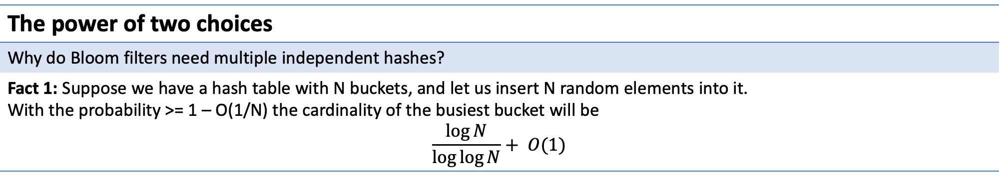 The power of two choices
Why do Bloom filters need multiple independent hashes?
Fact 1: Suppose we have a hash table with N buckets, and let us insert N random elements into it.
With the probability >= 1 – O(1/N) the cardinality of the busiest bucket will be
log N
log log N
+ O(1)